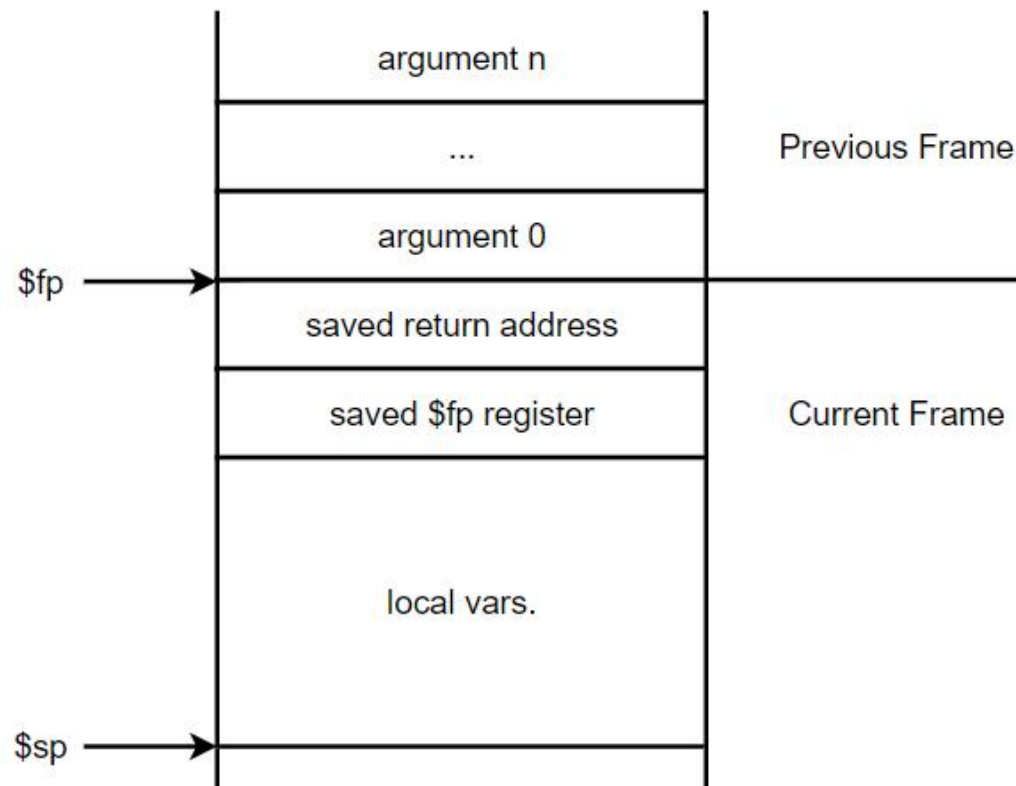 argument n
...
Previous Frame
argument 0
$fp
saved return address
saved $fp register
Current Frame
local vars.
$sp